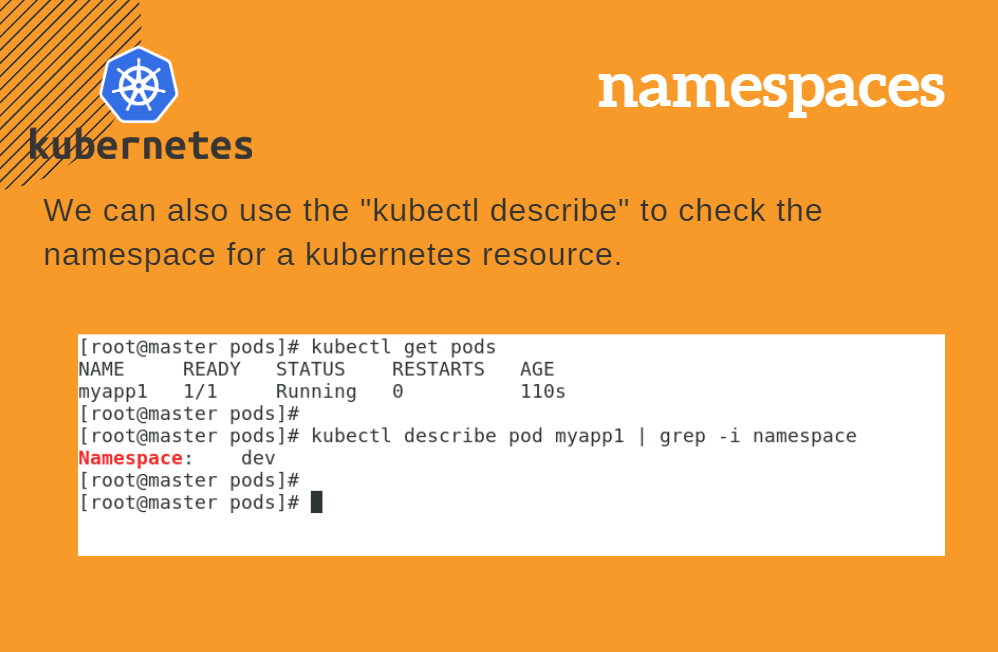 kubernetes
namespaces
We can also use the "kubectl describe" to check the
namespace for a kubernetes resource.
[root@master pods]# kubectl get pods
NAME     READY   STATUS    RESTARTS   AGE
myapp1   1/1     Running   0          110s
[root@master pods]#
[root@master pods]# kubectl describe pod myapp1 | grep -i namespace
Namespace:    dev
[root@master pods]#
[root@master pods]#